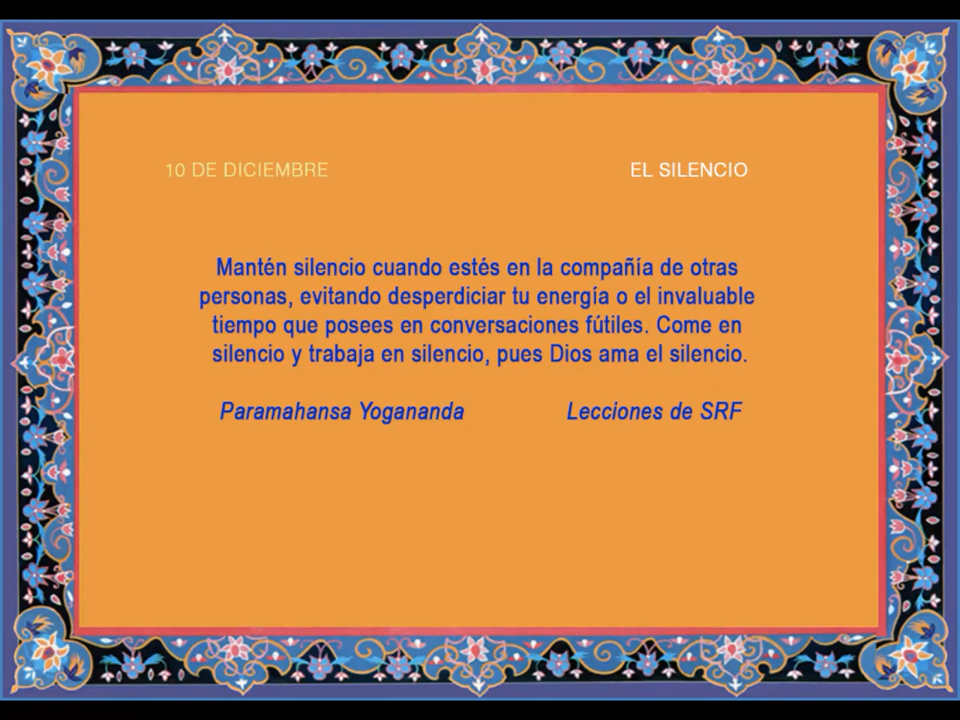 10 DE DICIEMBRE EL SILENCIO
Mantén silencio cuando estés en la compañía de otras
personas, evitando desperdiciar tu energía o el invaluable
tiempo que posees en conversaciones fútiles. Come en
silencio y trabaja en silencio, pues Dios ama el silencio.
Paramahansa Yogananda Lecciones de SRF